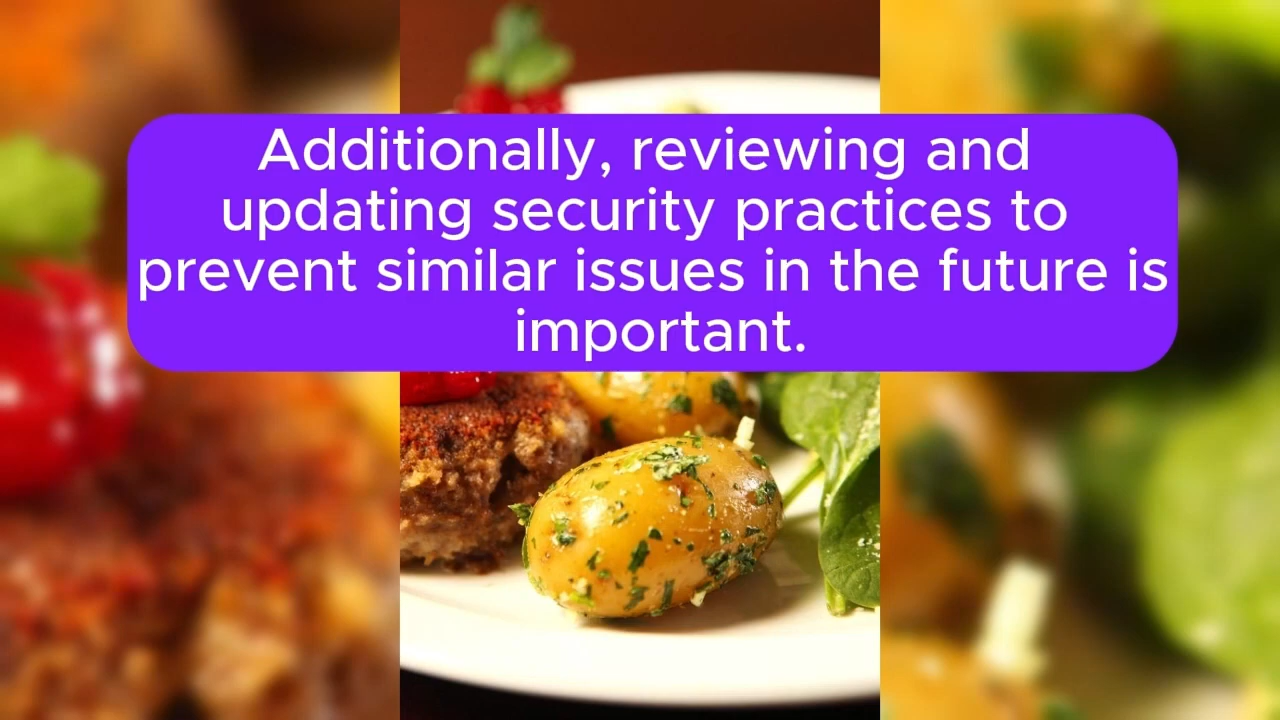 Additionally, reviewing and
updating security practices to
prevent similar issues in the future is
important.